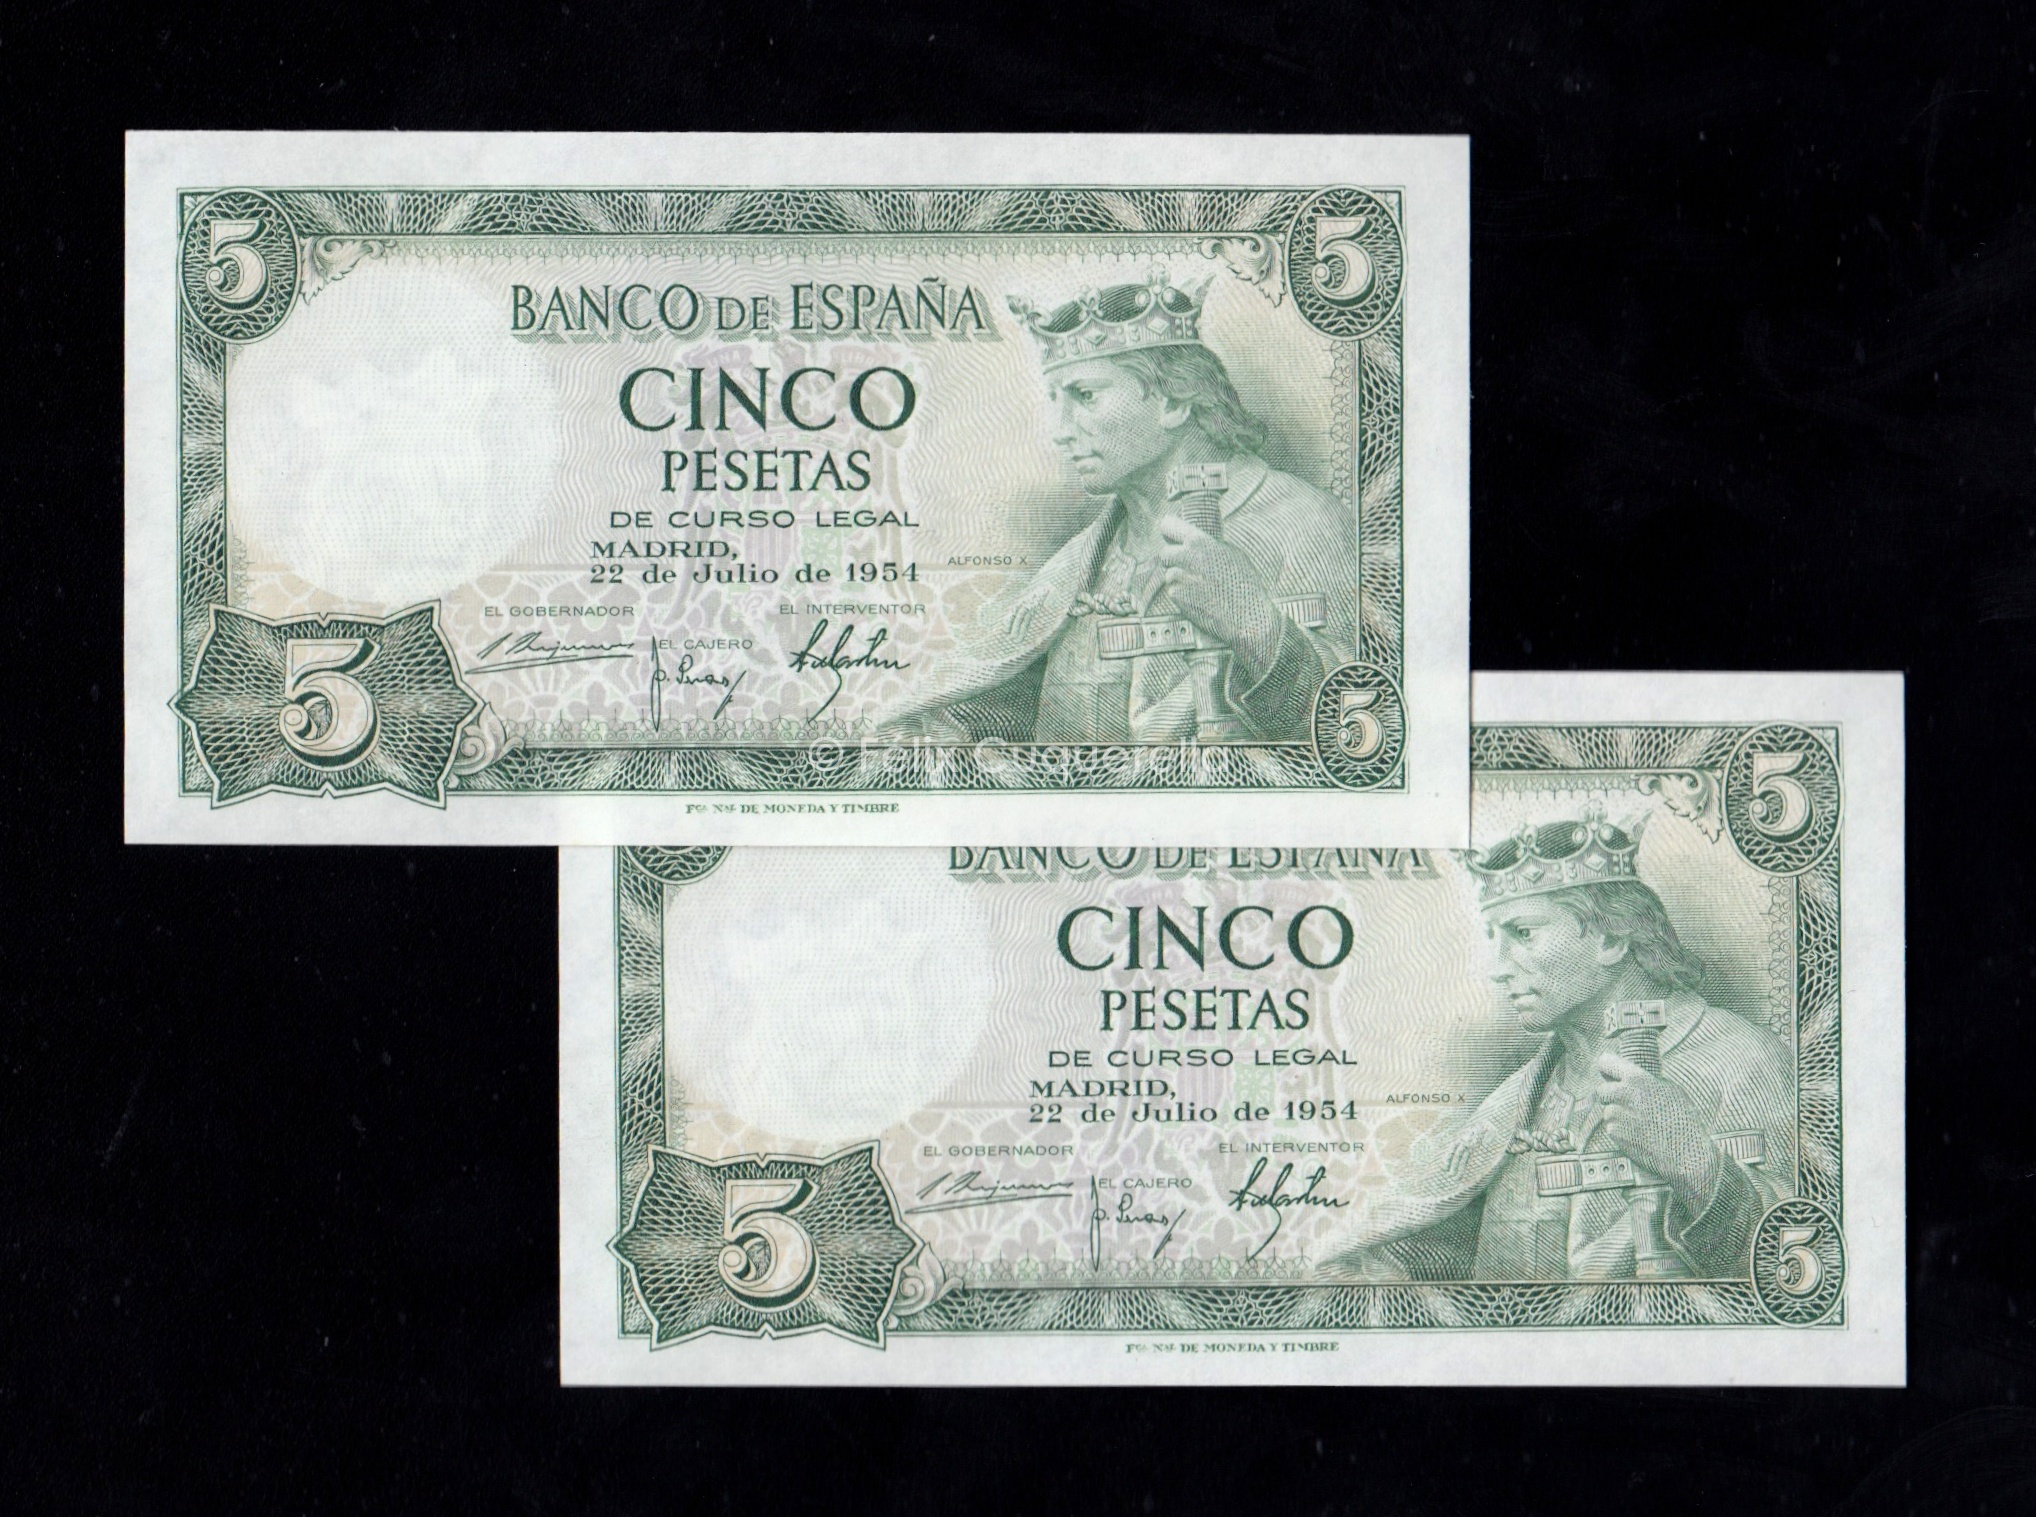 5 5
BANCO DE ESPAÑA
CINCO
PESETAS
DE CURSO LEGAL
MADRID,
22 de Julio de 1954
ALFONSO X
EL GOBERNADOR EL INTERVENTOR
EL CAJERO
5 5
© Félix Cuquerella
Fca. Nal. DE MONEDA Y TIMBRE
5
BANCO DE ESPAÑA
CINCO
PESETAS
DE CURSO LEGAL
MADRID,
22 de Julio de 1954
ALFONSO X
EL GOBERNADOR EL INTERVENTOR
EL CAJERO
5 5
Fca. Nal. DE MONEDA Y TIMBRE